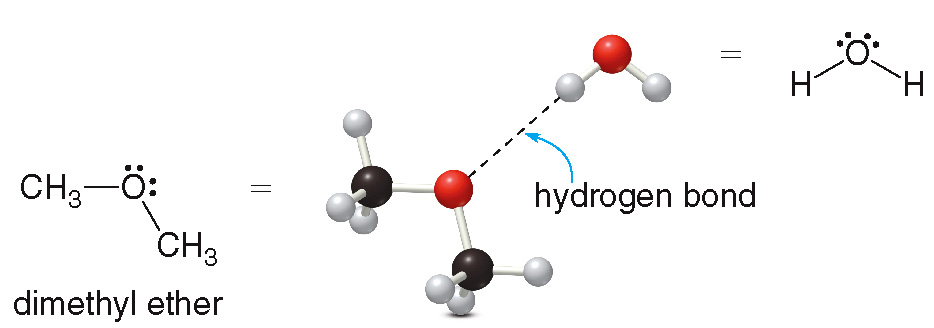 =
O
H
H
CH₃
O
=
hydrogen bond
CH₃
dimethyl ether